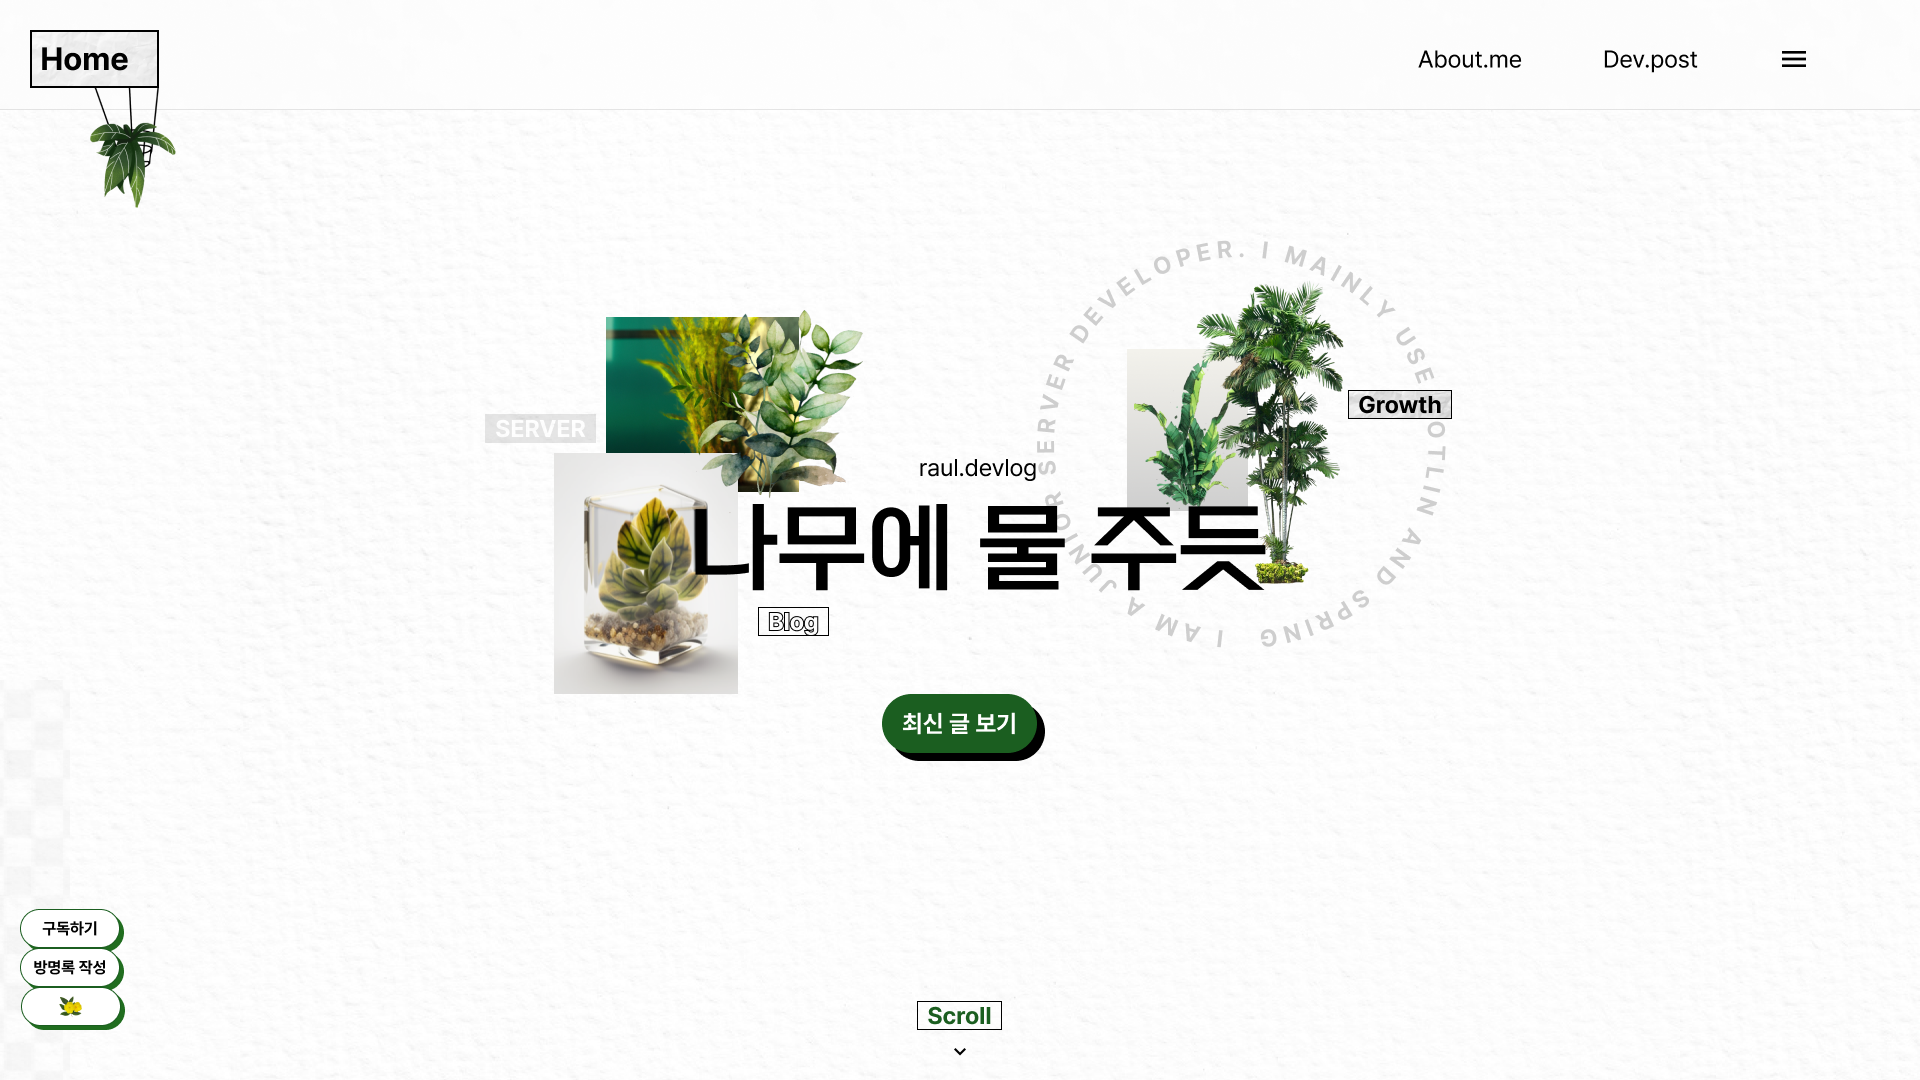 Home
About.me
Dev.post
I AM A JUNIOR SERVER DEVELOPER. I MAINLY USE OTLIN AND SPRING
Growth
SERVER
raul.devlog
나무에 물 주듯
Blog
최신 글 보기
구독하기
방명록 작성
Scroll